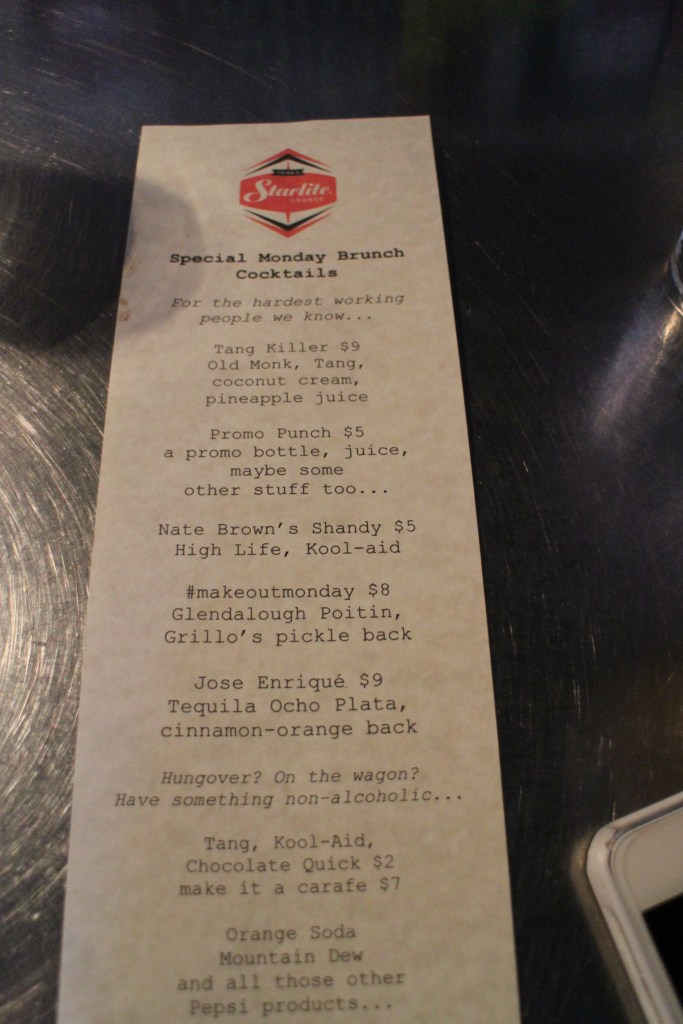 Starlite
LOUNGE
Special Monday Brunch
Cocktails
For the hardest working
people we know...
Tang Killer $9
Old Monk, Tang,
coconut cream,
pineapple juice
Promo Punch $5
a promo bottle, juice,
maybe some
other stuff too...
Nate Brown's Shandy $5
High Life, Kool-aid
#makeoutmonday $8
Glendalough Poitin,
Grillo's pickle back
Jose Enriqué $9
Tequila Ocho Plata,
cinnamon-orange back
Hungover? On the wagon?
Have something non-alcoholic...
Tang, Kool-Aid,
Chocolate Quick $2
make it a carafe $7
Orange Soda
Mountain Dew
and all those other
Pepsi products...